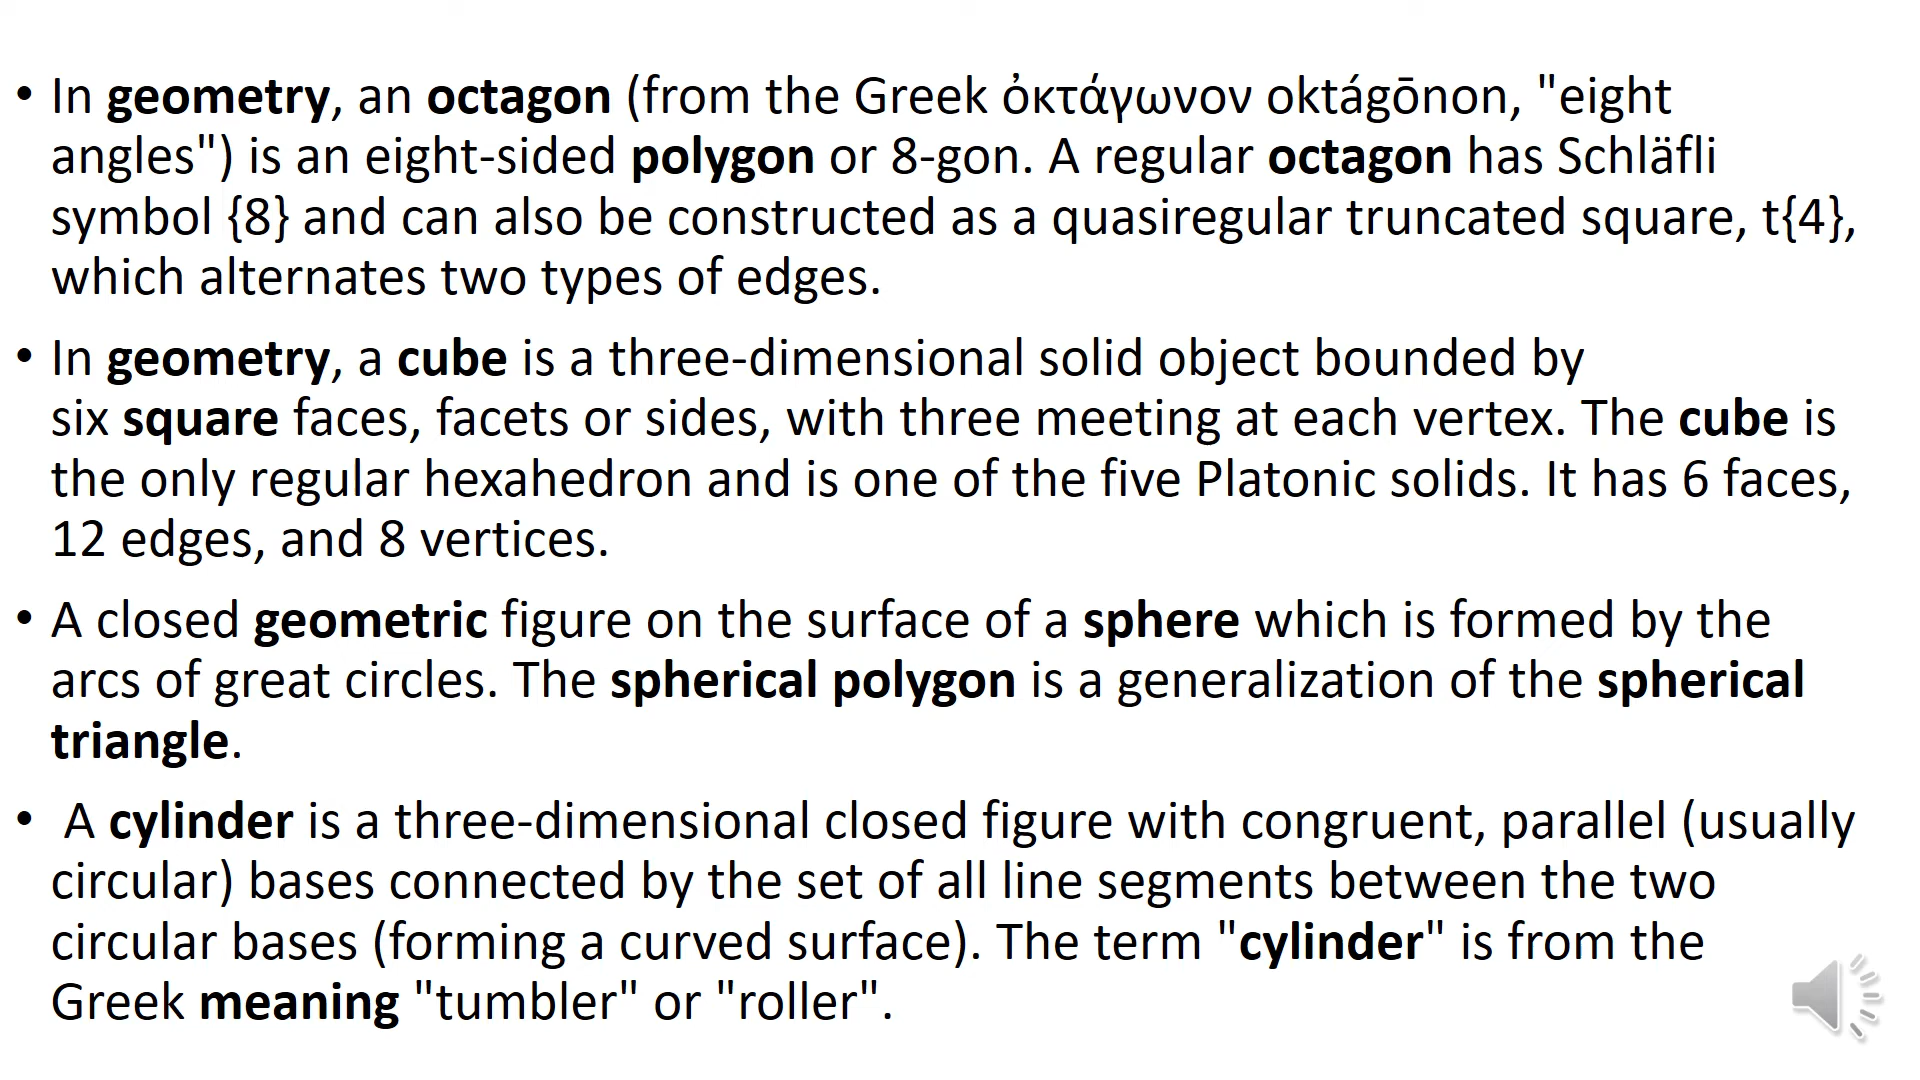 • In geometry, an octagon (from the Greek ὀκτάγωνον oktágōnon, "eight
angles") is an eight-sided polygon or 8-gon. A regular octagon has Schläfli
symbol {8} and can also be constructed as a quasiregular truncated square, t{4},
which alternates two types of edges.
• In geometry, a cube is a three-dimensional solid object bounded by
six square faces, facets or sides, with three meeting at each vertex. The cube is
the only regular hexahedron and is one of the five Platonic solids. It has 6 faces,
12 edges, and 8 vertices.
• A closed geometric figure on the surface of a sphere which is formed by the
arcs of great circles. The spherical polygon is a generalization of the spherical
triangle.
• A cylinder is a three-dimensional closed figure with congruent, parallel (usually
circular) bases connected by the set of all line segments between the two
circular bases (forming a curved surface). The term "cylinder" is from the
Greek meaning "tumbler" or "roller".